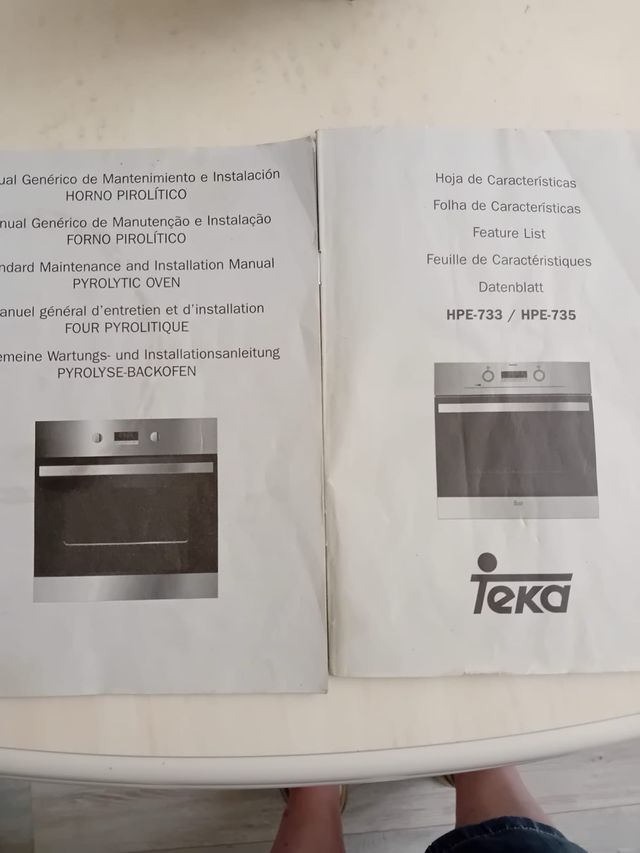 ual Genérico de Mantenimiento e Instalación
HORNO PIROLÍTICO
nual Genérico de Manutenção e Instalação
FORNO PIROLÍTICO
ndard Maintenance and Installation Manual
PYROLYTIC OVEN
anuel général d'entretien et d'installation
FOUR PYROLITIQUE
emeine Wartungs- und Installationsanleitung
PYROLYSE-BACKOFEN
Hoja de Características
Folha de Características
Feature List
Feuille de Caractéristiques
Datenblatt
HPE-733 / HPE-735
Teka